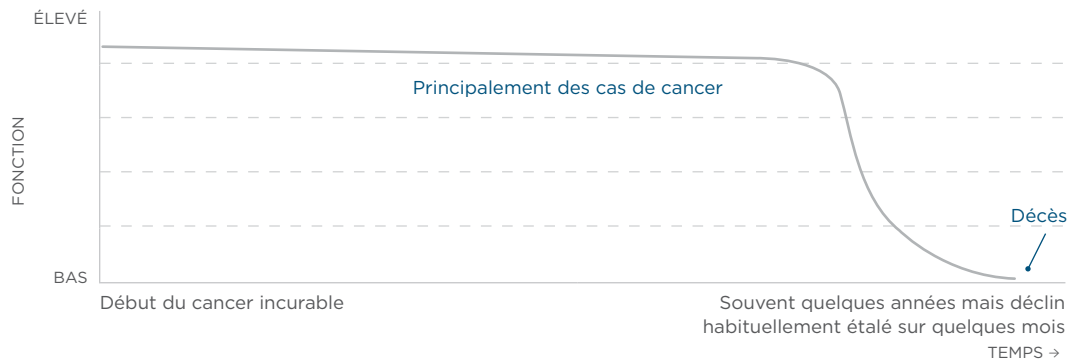 ÉLEVÉ
Principalement des cas de cancer
FONCTION
Décès
BAS
Début du cancer incurable
Souvent quelques années mais déclin
habituellement étalé sur quelques mois
TEMPS →